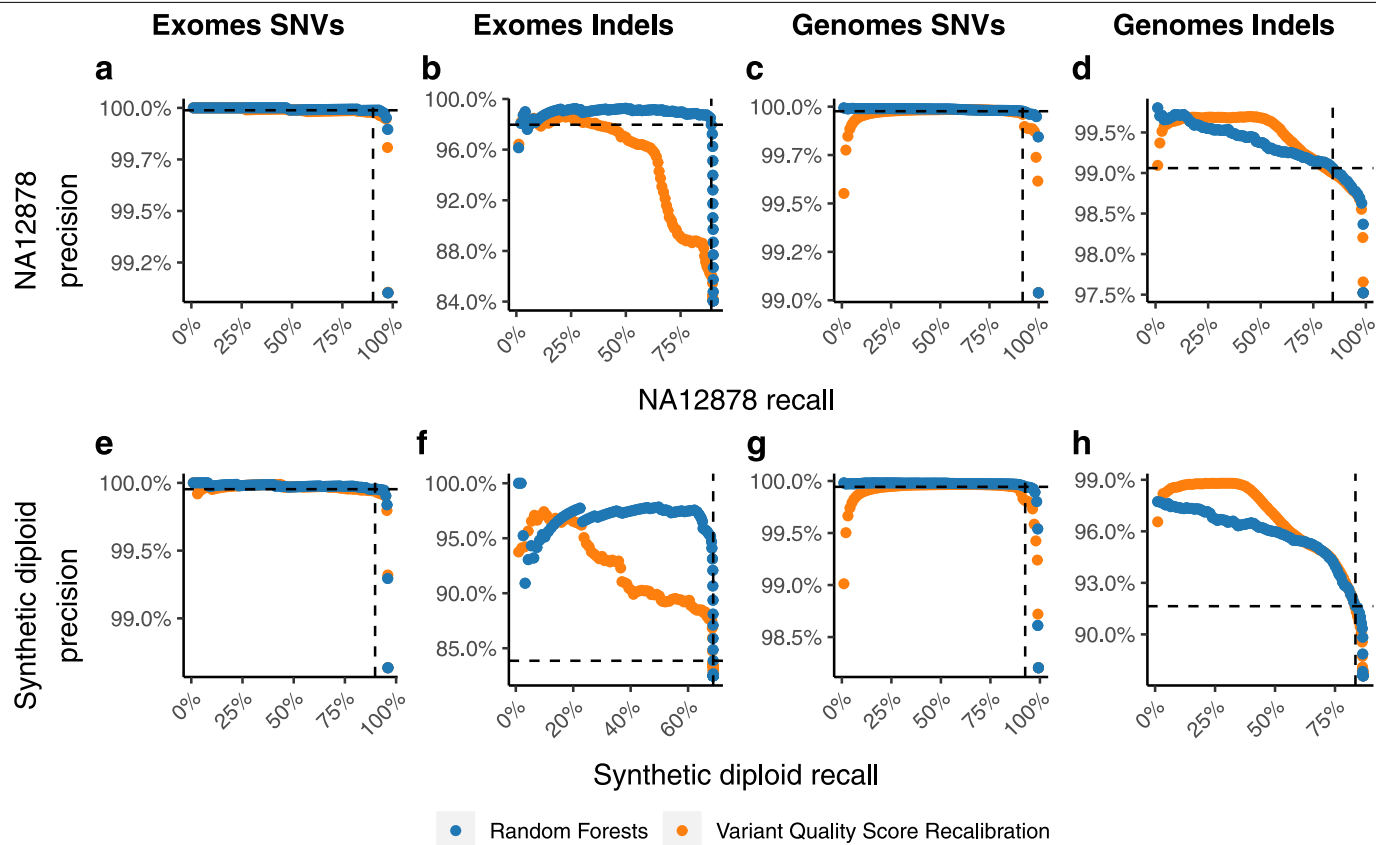 Exomes SNVs Exomes Indels Genomes SNVs Genomes Indels
a b c d
NA12878
precision
100.0%
99.7%
99.5%
99.2%
0% 25% 50% 75% 100%
100.0%
96.0%
92.0%
88.0%
84.0%
0% 25% 50% 75%
100.0%
99.7%
99.5%
99.2%
99.0%
0% 25% 50% 75% 100%
99.5%
99.0%
98.5%
98.0%
97.5%
0% 25% 50% 75% 100%
NA12878 recall
e f g h
Synthetic diploid
precision
100.0%
99.5%
99.0%
0% 25% 50% 75% 100%
100.0%
95.0%
90.0%
85.0%
0% 20% 40% 60%
100.0%
99.5%
99.0%
98.5%
0% 25% 50% 75% 100%
99.0%
96.0%
93.0%
90.0%
0% 25% 50% 75%
Synthetic diploid recall
Random Forests Variant Quality Score Recalibration